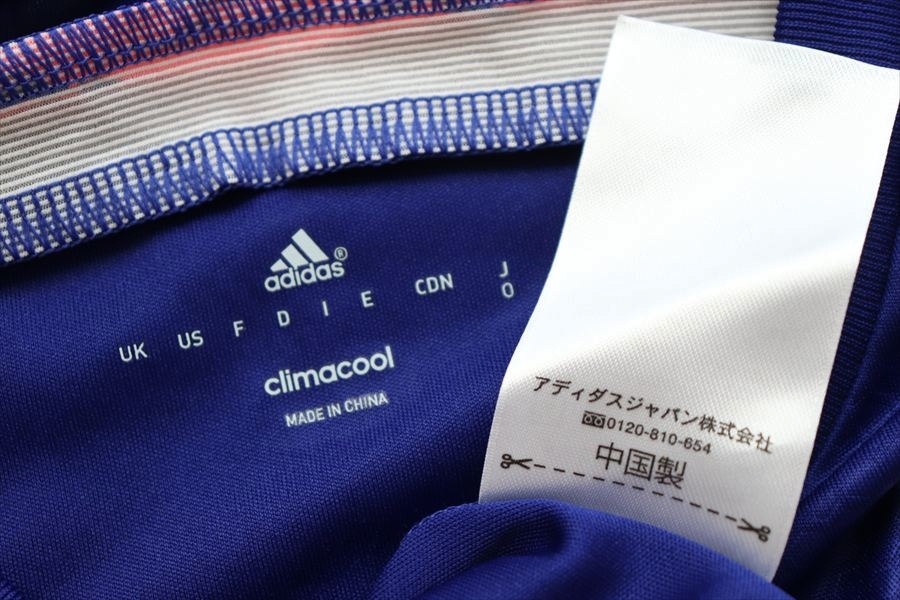 adidas®
UK US F D I E CDN J
O
climacool
MADE IN CHINA
アディダスジャパン株式会社
0120-810-654
中国製